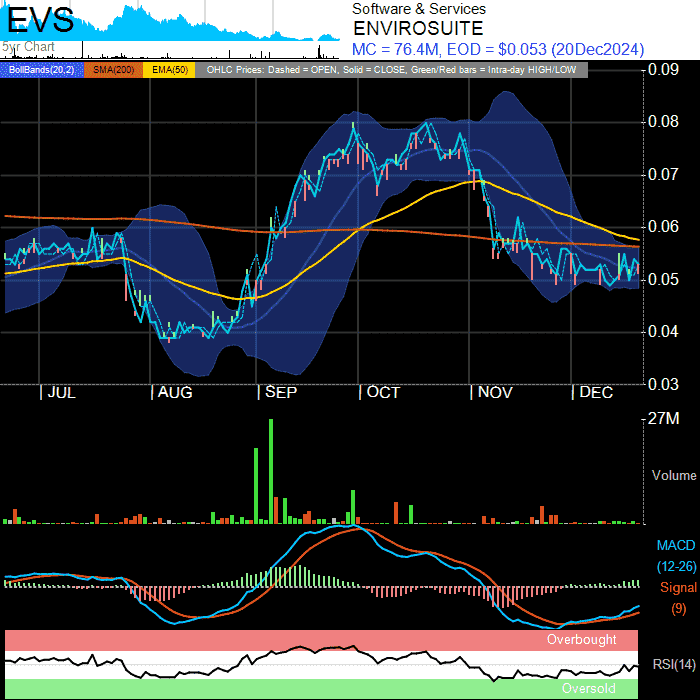 EVS
5yr Chart
Software & Services
ENVIROSUITE
MC = 76.4M, EOD = $0.053 (20Dec2024)
BollBands(20,2) SMA(200) EMA(50) OHLC Prices: Dashed = OPEN, Solid = CLOSE, Green/Red bars = Intra-day HIGH/LOW
0.09
0.08
0.07
0.06
0.05
0.04
0.03
| JUL | AUG | SEP | OCT | NOV | DEC
27M
Volume
MACD
(12-26)
Signal
(9)
Overbought
RSI(14)
Oversold